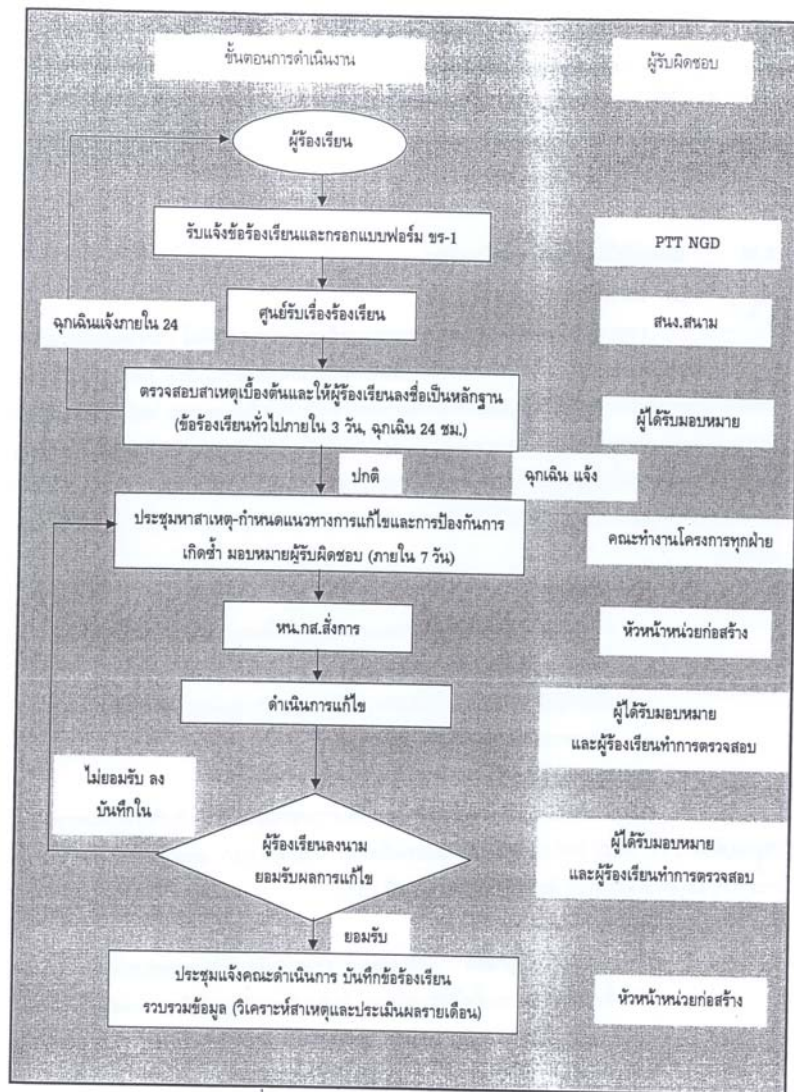 ขั้นตอนการดำเนินงาน
ผู้รับผิดชอบ
ผู้ร้องเรียน
รับแจ้งข้อร้องเรียนและกรอกแบบฟอร์ม ขร-1
PTT NGD
ฉุกเฉินแจ้งภายใน 24
ศูนย์รับเรื่องร้องเรียน
สนง.สนาม
ตรวจสอบสาเหตุเบื้องต้นและให้ผู้ร้องเรียนลงชื่อเป็นหลักฐาน
(ข้อร้องเรียนทั่วไปภายใน 3 วัน, ฉุกเฉิน 24 ชม.)
ผู้ได้รับมอบหมาย
ปกติ
ฉุกเฉิน แจ้ง
ประชุมหาสาเหตุ-กำหนดแนวทางการแก้ไขและการป้องกันการ
เกิดซ้ำ มอบหมายผู้รับผิดชอบ (ภายใน 7 วัน)
คณะทำงานโครงการทุกฝ่าย
หน.กส.สั่งการ
หัวหน้าหน่วยก่อสร้าง
ดำเนินการแก้ไข
ผู้ได้รับมอบหมาย
และผู้ร้องเรียนทำการตรวจสอบ
ไม่ยอมรับ ลง
บันทึกใน
ผู้ร้องเรียนลงนาม
ยอมรับผลการแก้ไข
ผู้ได้รับมอบหมาย
และผู้ร้องเรียนทำการตรวจสอบ
ยอมรับ
ประชุมแจ้งคณะดำเนินการ บันทึกข้อร้องเรียน
รวบรวมข้อมูล (วิเคราะห์สาเหตุและประเมินผลรายเดือน)
หัวหน้าหน่วยก่อสร้าง